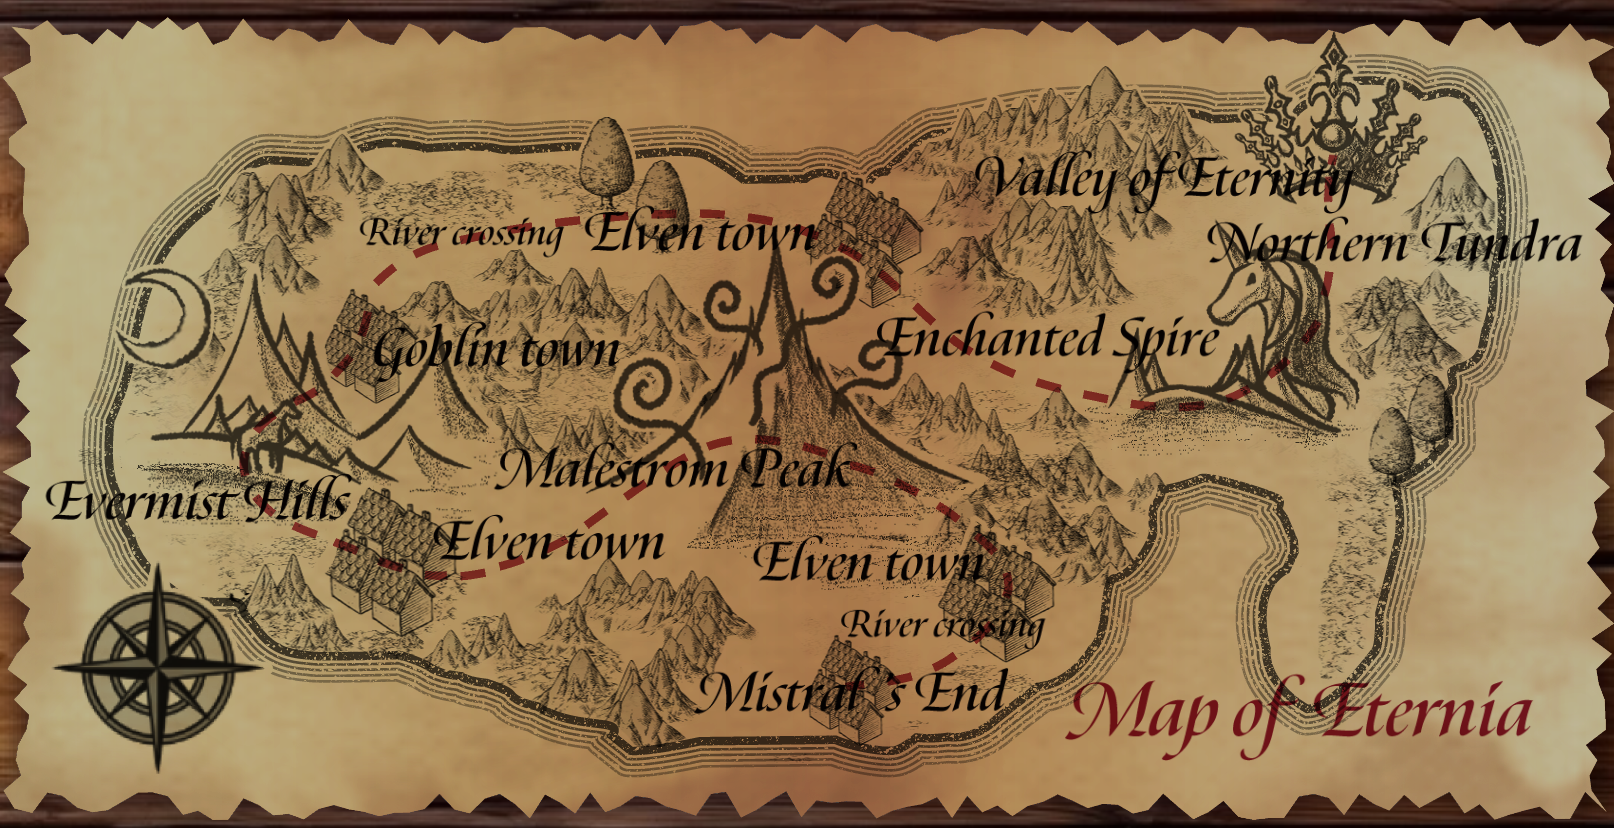 Valley of Eternity
River crossing
Elven town
Northern Tundra
Goblin town
Enchanted Spire
Malestrom Peak
Evermist Hills
Elven town
Elven town
River crossing
Mistral's End
Map of Eternia